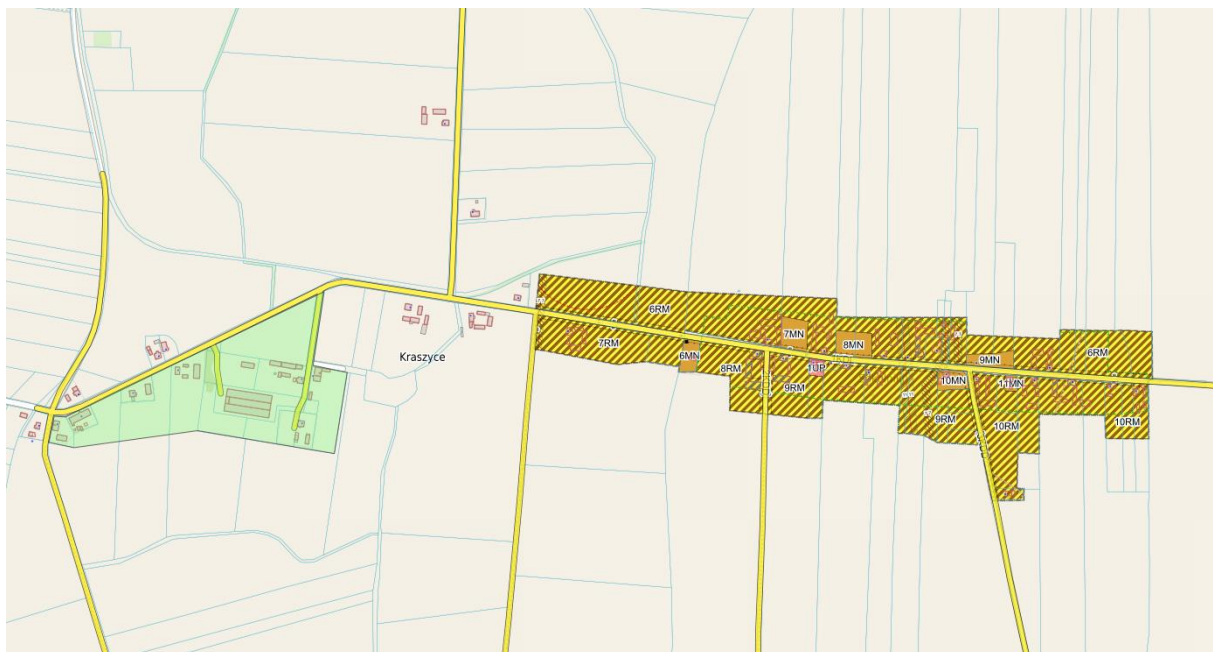 6RM
7RM
7MN
8MN
6MN
Kraszyce
8RM
1UP
9MN
6RM
9RM
10MN
11MN
9RM
10RM
10RM